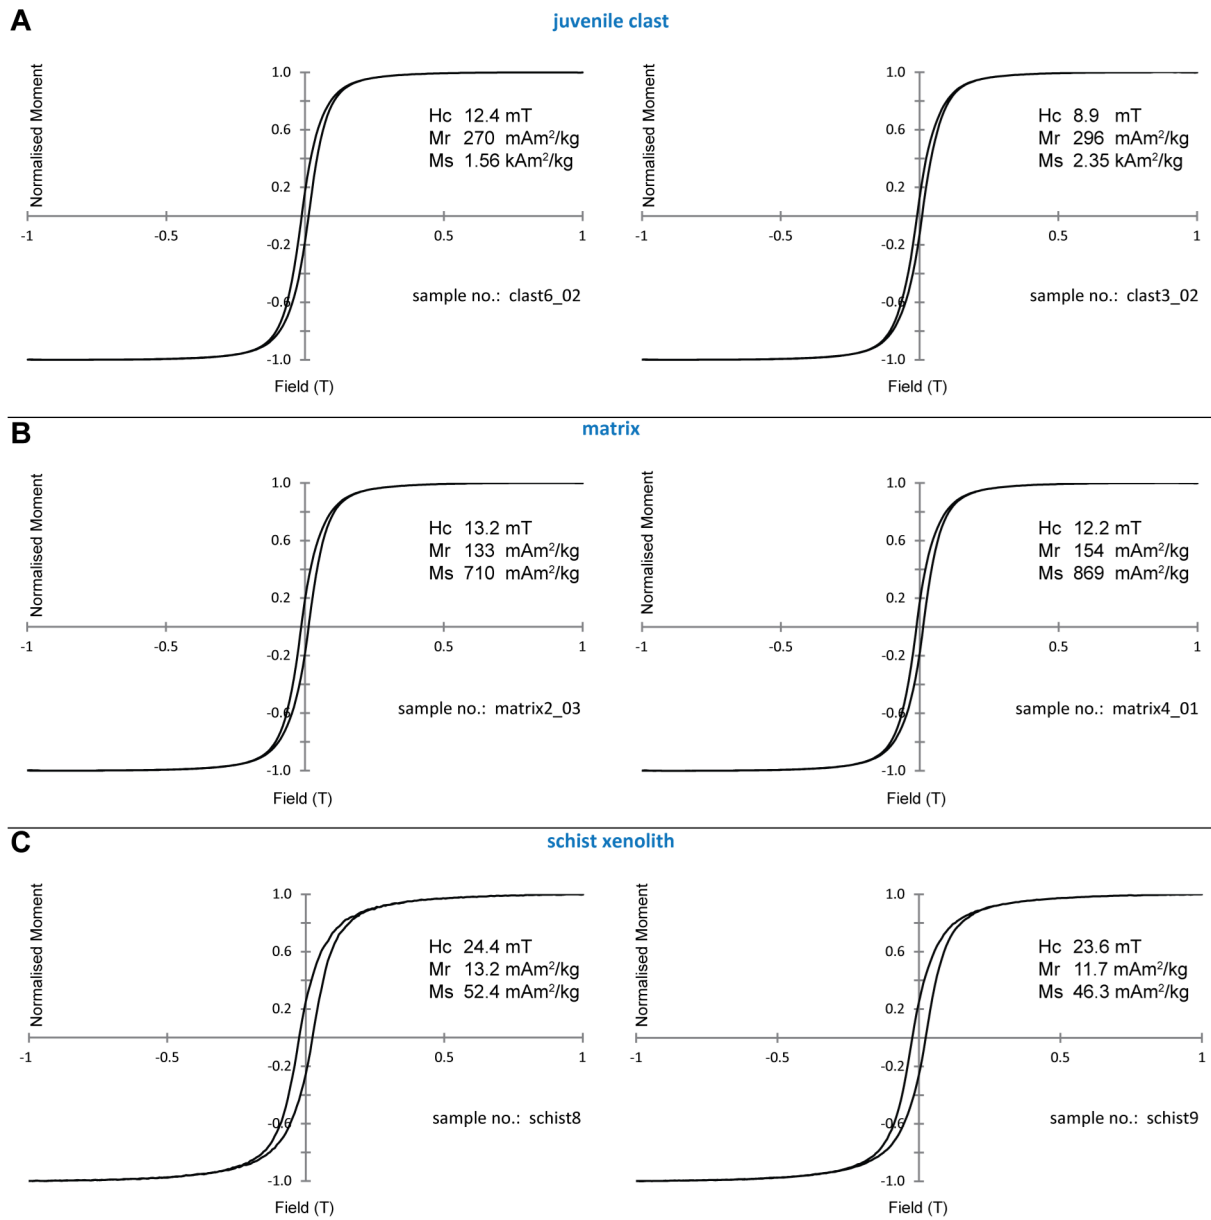 A
juvenile clast
Normalised Moment
1.0
0.6
0.2
-0.2
-0.6
-1.0
-1
-0.5
0.5
1
Hc 12.4 mT
Mr 270 mAm²/kg
Ms 1.56 kAm²/kg
sample no.: clast6_02
Field (T)
Normalised Moment
1.0
0.6
0.2
-0.2
-0.6
-1.0
-1
-0.5
0.5
1
Hc 8.9 mT
Mr 296 mAm²/kg
Ms 2.35 kAm²/kg
sample no.: clast3_02
Field (T)
B
matrix
Normalised Moment
1.0
0.6
0.2
-0.2
-0.6
-1.0
-1
-0.5
0.5
1
Hc 13.2 mT
Mr 133 mAm²/kg
Ms 710 mAm²/kg
sample no.: matrix2_03
Field (T)
Normalised Moment
1.0
0.6
0.2
-0.2
-0.6
-1.0
-1
-0.5
0.5
1
Hc 12.2 mT
Mr 154 mAm²/kg
Ms 869 mAm²/kg
sample no.: matrix4_01
Field (T)
C
schist xenolith
Normalised Moment
1.0
0.6
0.2
-0.2
-0.6
-1.0
-1
-0.5
0.5
1
Hc 24.4 mT
Mr 13.2 mAm²/kg
Ms 52.4 mAm²/kg
sample no.: schist8
Field (T)
Normalised Moment
1.0
0.6
0.2
-0.2
-0.6
-1.0
-1
-0.5
0.5
1
Hc 23.6 mT
Mr 11.7 mAm²/kg
Ms 46.3 mAm²/kg
sample no.: schist9
Field (T)